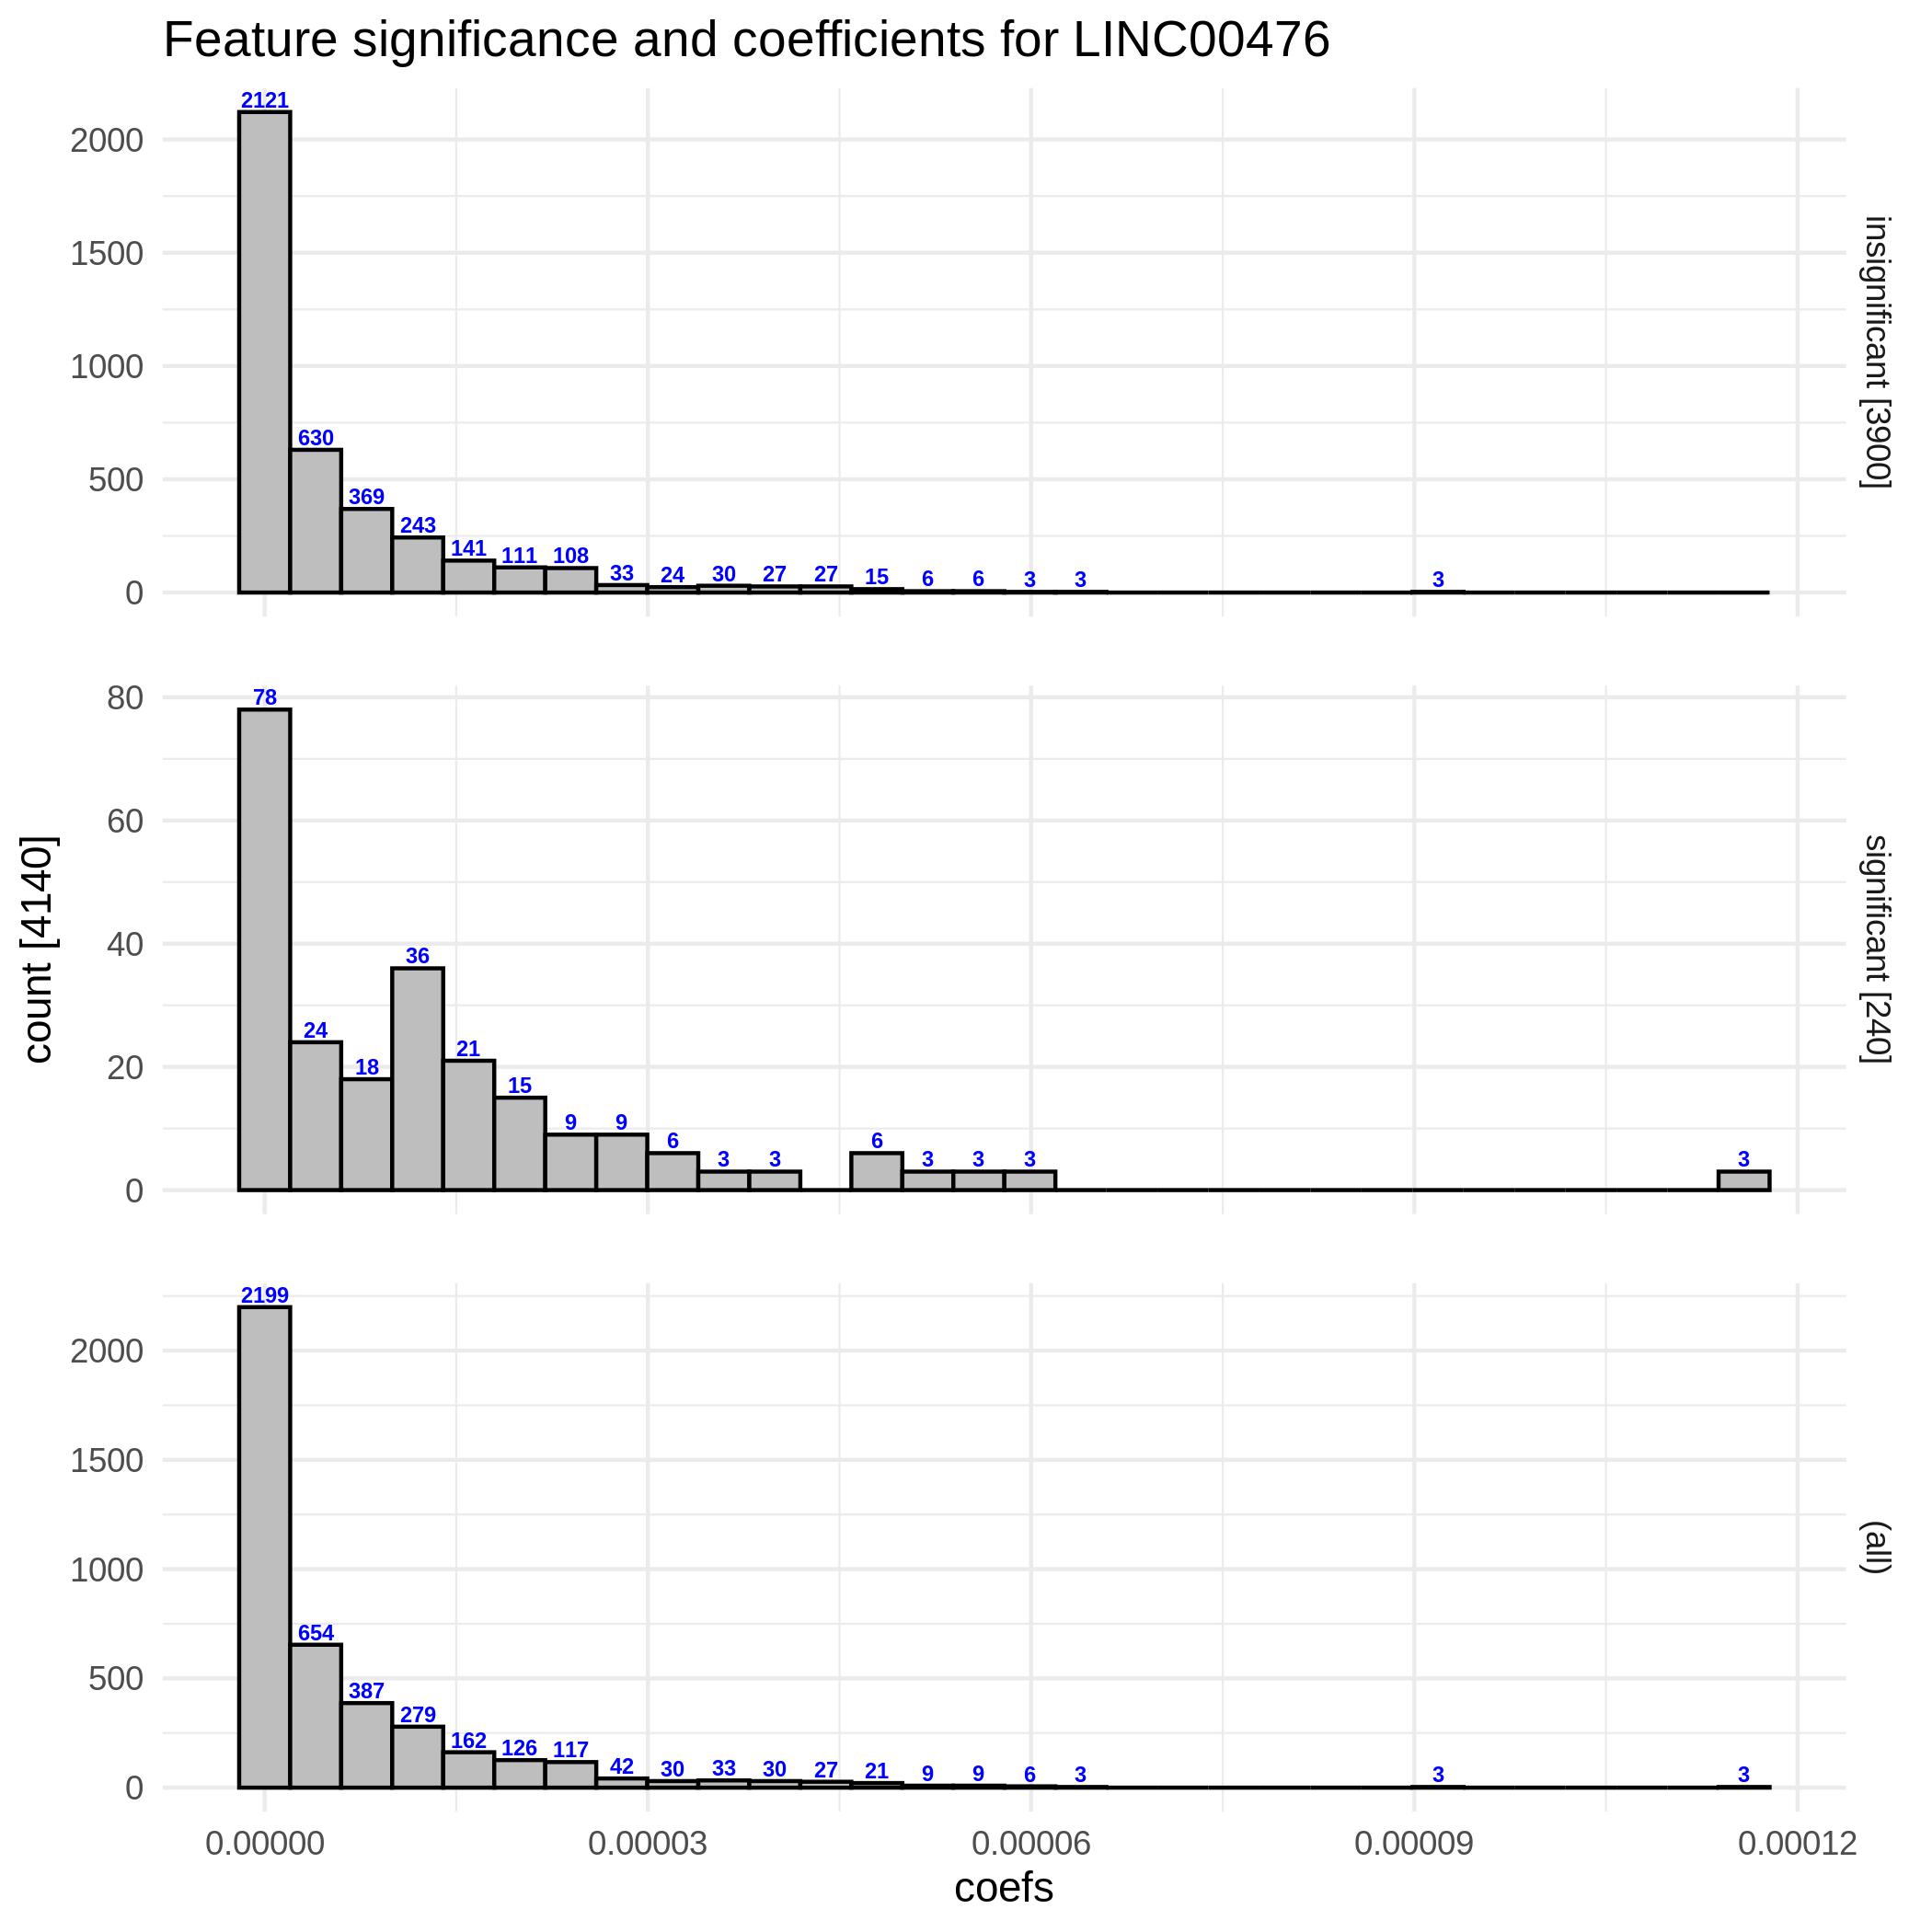 Feature significance and coefficients for LINC00476
2121
2000
1500
1000
630
500
369
243
141 111 108
33 24 30 27 27 15 6 6 3 3 3
0
insignificant [3900]
80
78
60
40
36
24
21
20
18
15
9 9
6 3 3 6 3 3 3 3
0
count [4140]
significant [240]
2199
2000
1500
1000
654
500
387
279
162 126 117
42 30 33 30 27 21 9 9 6 3 3 3
0
(all)
0.00000 0.00003 0.00006 0.00009 0.00012
coefs